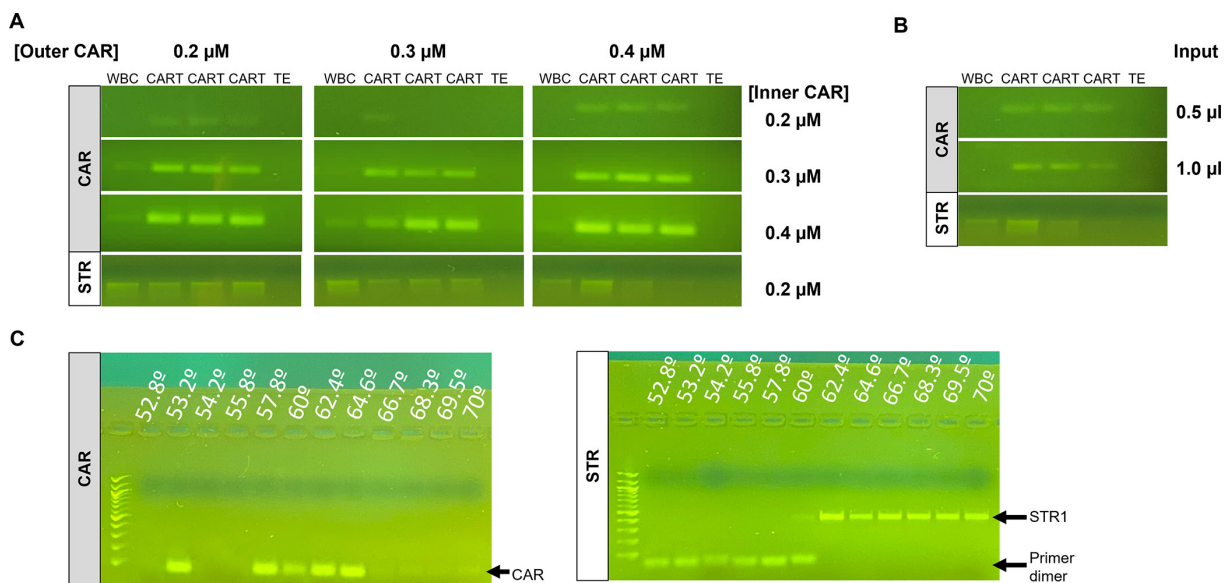 A
[Outer CAR] 0.2 µM 0.3 µM 0.4 µM
WBC CART CART CART TE WBC CART CART CART TE WBC CART CART CART TE
[Inner CAR]
0.2 µM
CAR
0.3 µM
0.4 µM
STR
0.2 µM
B
Input
WBC CART CART CART TE
CAR
0.5 µl
1.0 µl
STR
C
CAR
52.8º 53.2º 54.2º 55.8º 57.8º 60º 62.4º 64.6º 66.7º 68.3º 69.5º 70º
CAR
STR
52.8º 53.2º 54.2º 55.8º 57.8º 60º 62.4º 64.6º 66.7º 68.3º 69.5º 70º
STR1
Primer
dimer